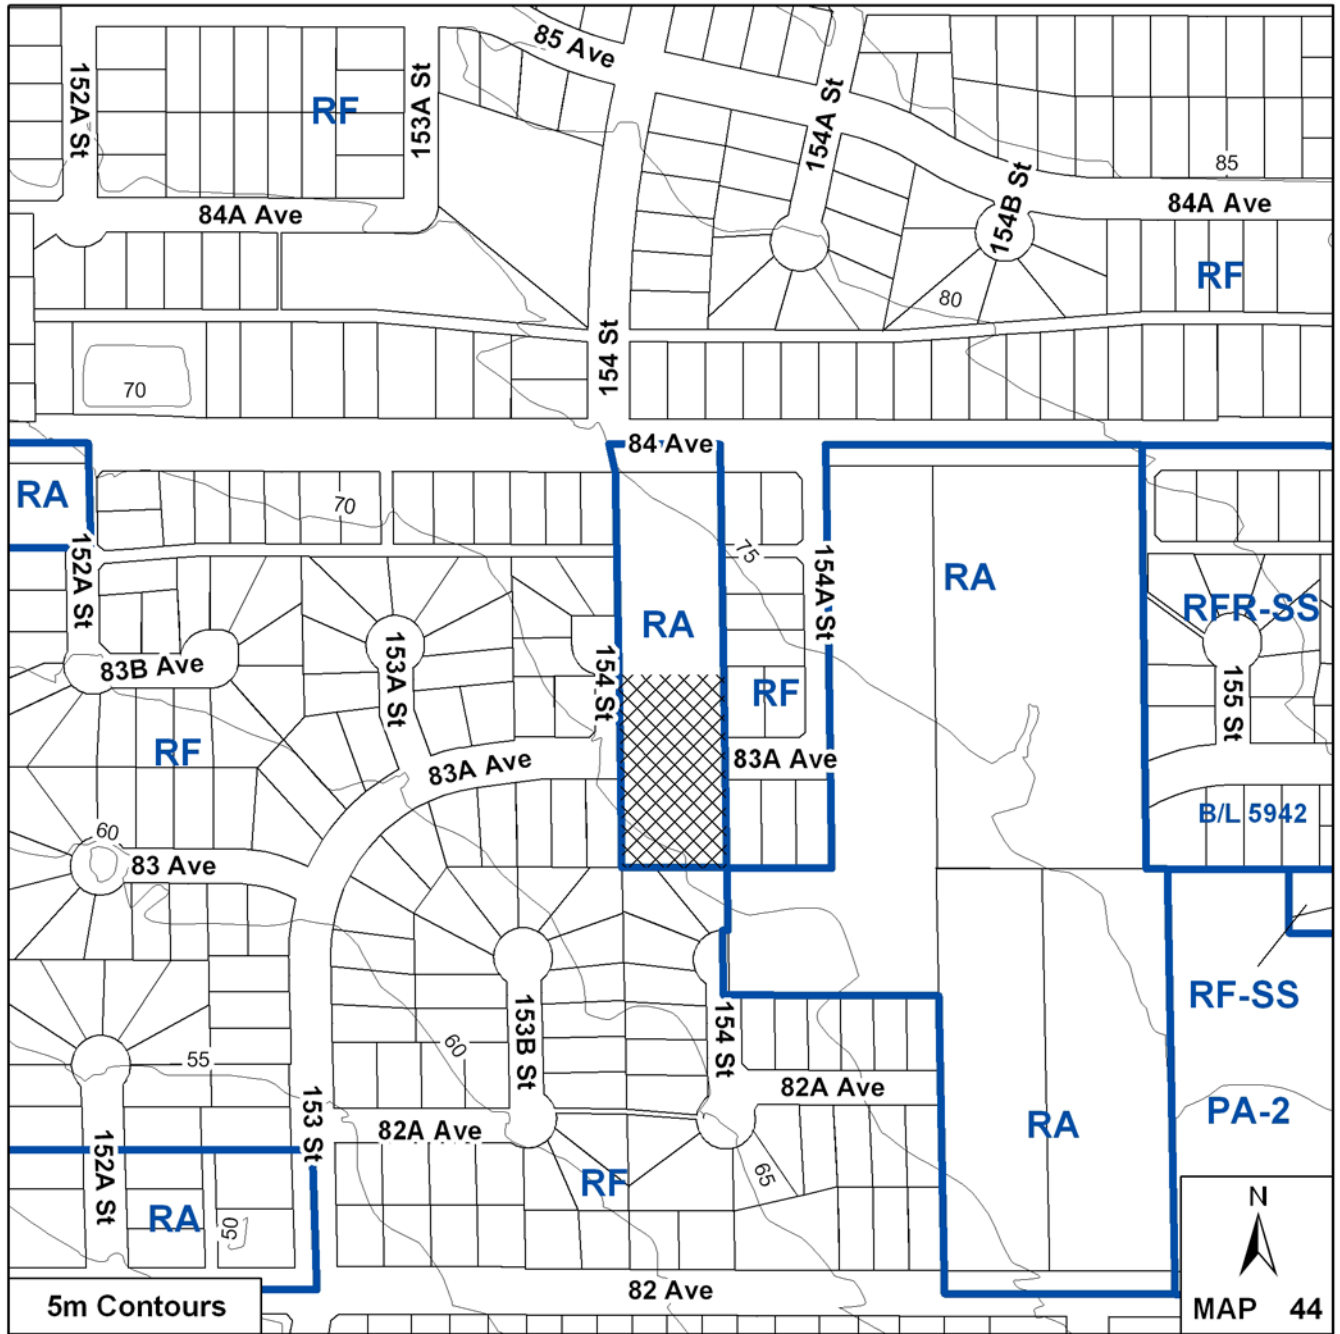 85 Ave
152A St
RF
153A St
154A St
85
154B St
84A Ave
84A Ave
RF
80
154 St
70
84 Ave
RA
70
75
152A St
154A St
RA
RFR-SS
RA
83B Ave
153A St
154 St
RF
155 St
RF
83A Ave
83A Ave
B/L 5942
60
83 Ave
RF-SS
153B St
154 St
60
55
82A Ave
PA-2
153 St
82A Ave
RA
152A St
RF
65
RA
50
N
82 Ave
5m Contours
MAP 44